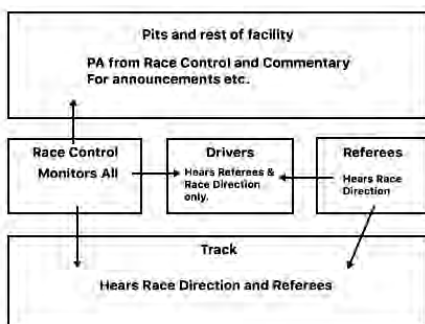 Pits and rest of facility
PA from Race Control and Commentary
For announcements etc.
Race Control
Monitors All
Drivers
Hears Referees &
Race Direction
only.
Referees
Hears Race
Direction
Track
Hears Race Direction and Referees